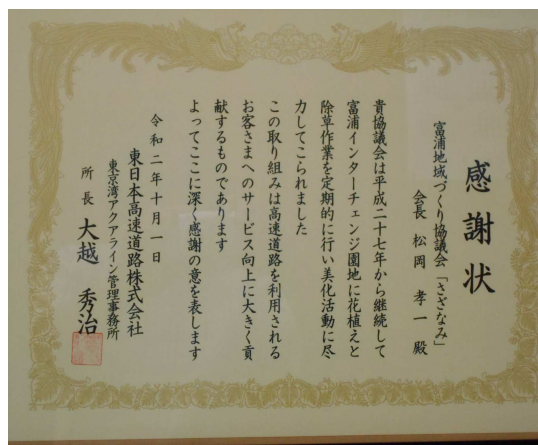 感謝状
富浦地域づくり協議会「さざなみ」
会長 松岡 孝一 殿
貴協議会は平成二十七年から継続して
富浦インターチェンジ園地に花植えと
除草作業を定期的に行い美化活動に尽
力してこられました
この取り組みは高速道路を利用される
お客さまへのサービス向上に大きく貢
献するものであります
よってここに深く感謝の意を表します
令和二年十月一日
東日本高速道路株式会社
東京湾アクアライン管理事務所
所長 大越 秀治